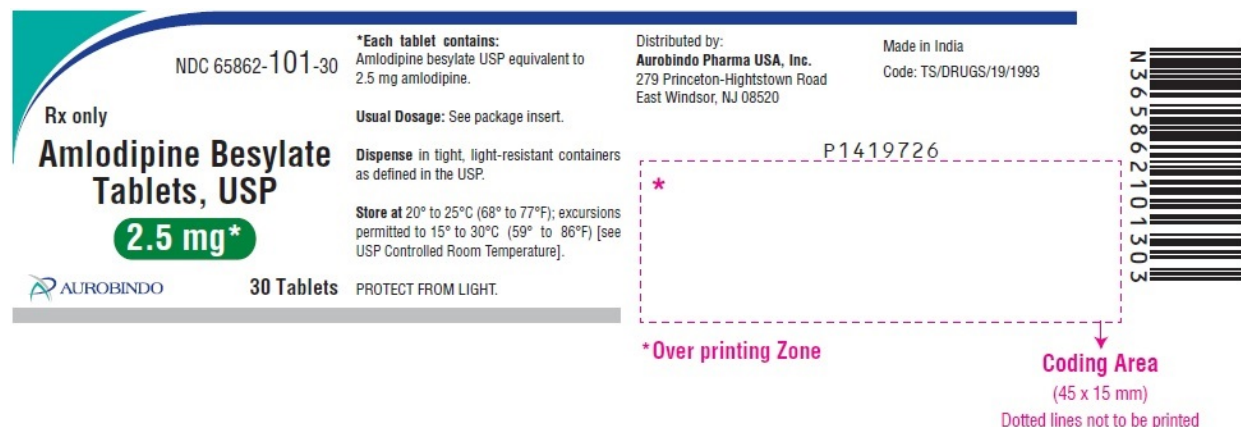 NDC 65862-101-30
Rx only
Amlodipine Besylate
Tablets, USP
2.5 mg*
AUROBINDO
30 Tablets
*Each tablet contains:
Amlodipine besylate USP equivalent to
2.5 mg amlodipine.
Usual Dosage: See package insert.
Dispense in tight, light-resistant containers
as defined in the USP.
Store at 20° to 25°C (68° to 77°F); excursions
permitted to 15° to 30°C (59° to 86°F) [see
USP Controlled Room Temperature].
PROTECT FROM LIGHT.
Distributed by:
Aurobindo Pharma USA, Inc.
279 Princeton-Hightstown Road
East Windsor, NJ 08520
Made in India
Code: TS/DRUGS/19/1993
P1419726
*
*Over printing Zone
Coding Area
(45 x 15 mm)
Dotted lines not to be printed
N365862101303